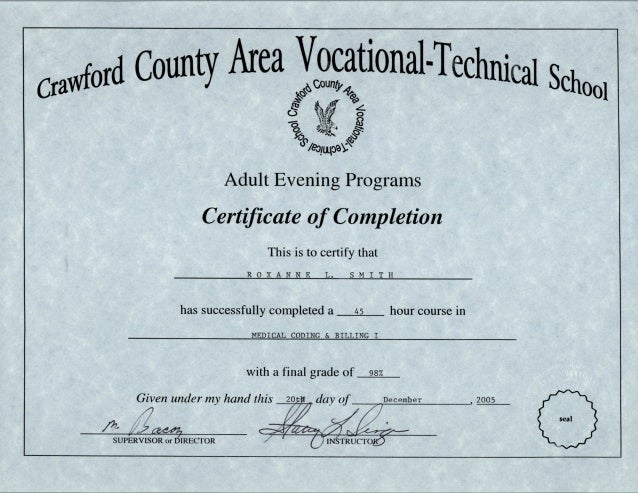 Crawford County Area Vocational-Technical School
Crawford County Area Vocational-Technical School
Adult Evening Programs
Certificate of Completion
This is to certify that
ROXANNE L. SMITH
has successfully completed a 45 hour course in
MEDICAL CODING & BILLING I
with a final grade of 98%
Given under my hand this 20th day of December, 2005
M. Bacon
SUPERVISOR or DIRECTOR
INSTRUCTOR
seal